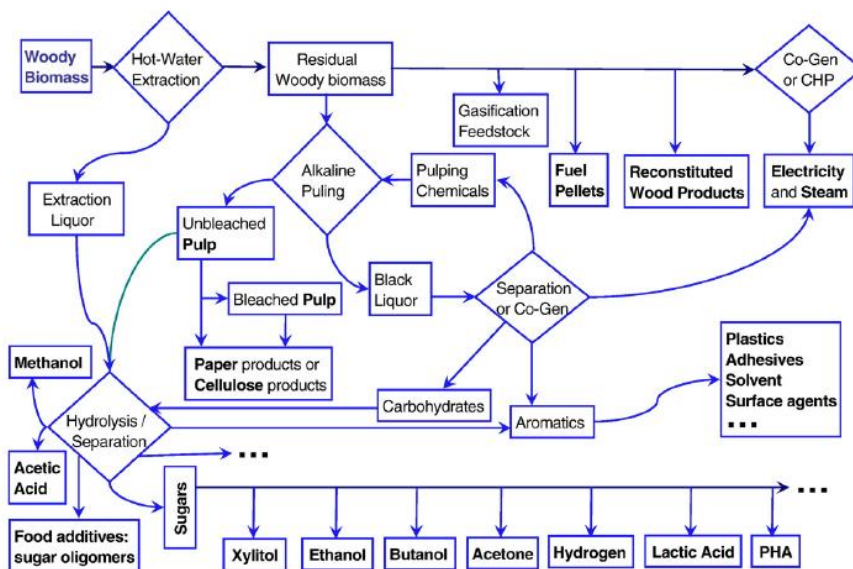 Woody
Biomass
Hot-Water
Extraction
Residual
Woody biomass
Co-Gen
or CHP
Gasification
Feedstock
Alkaline
Puling
Pulping
Chemicals
Fuel
Pellets
Reconstituted
Wood Products
Electricity
and Steam
Extraction
Liquor
Unbleached
Pulp
Black
Liquor
Separation
or Co-Gen
Bleached Pulp
Paper products or
Cellulose products
Plastics
Adhesives
Solvent
Surface agents
...
Methanol
Hydrolysis /
Separation
Carbohydrates
Aromatics
...
Acetic
Acid
Sugars
...
Food additives:
sugar oligomers
Xylitol
Ethanol
Butanol
Acetone
Hydrogen
Lactic Acid
PHA